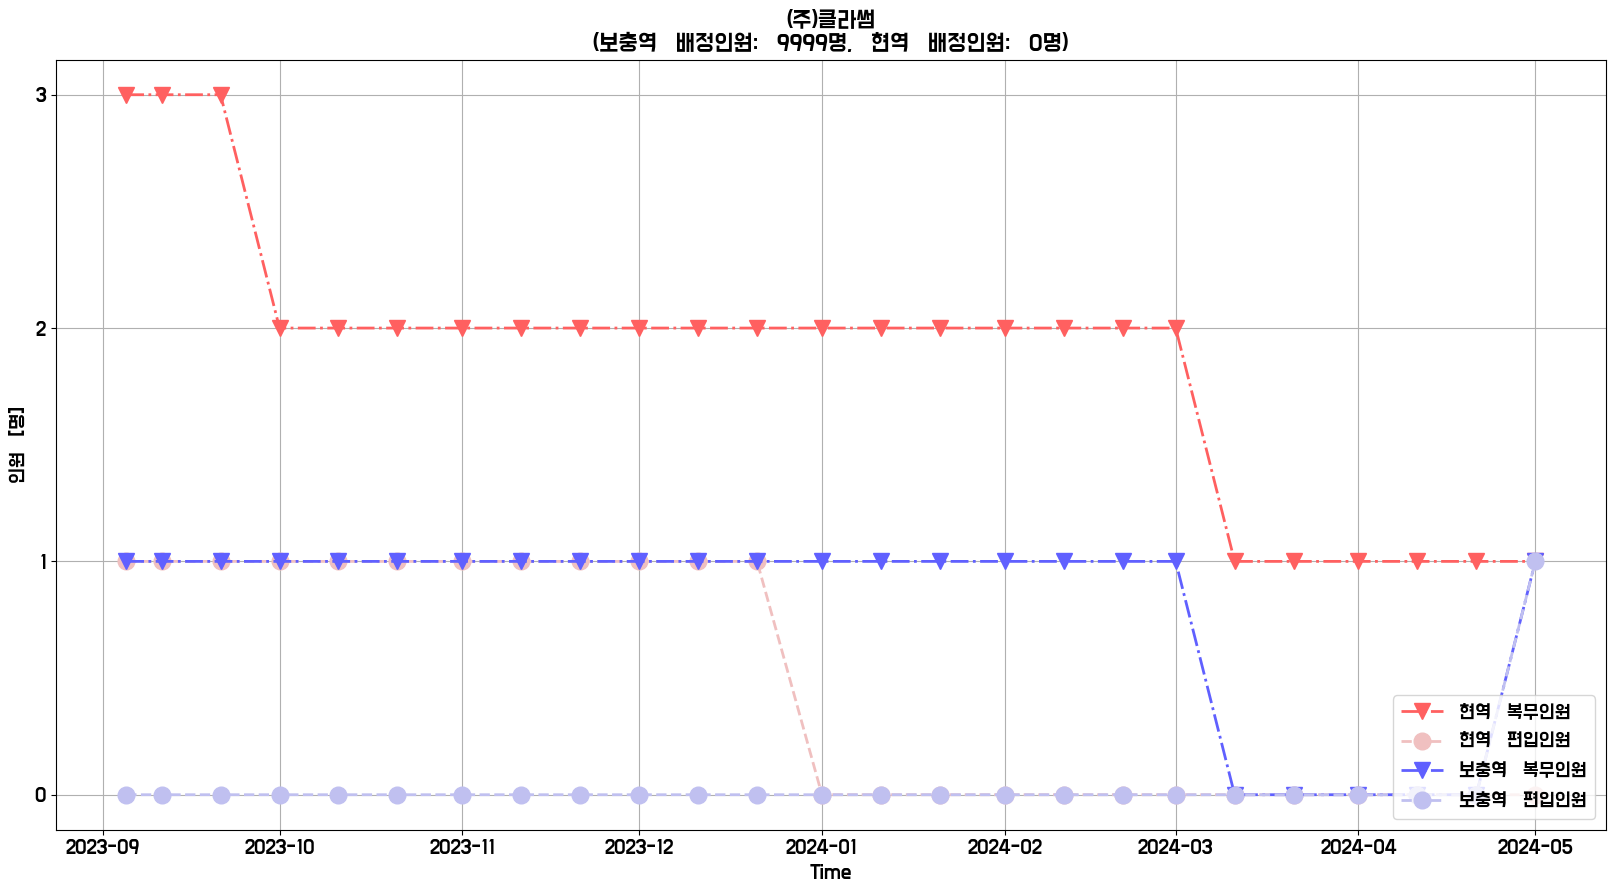 (주)클라썸
(보충역 배정인원: 9999명, 현역 배정인원: 0명)
3
2
1
0
인원 [명]
2023-09 2023-10 2023-11 2023-12 2024-01 2024-02 2024-03 2024-04 2024-05
Time
현역 복무인원
현역 편입인원
보충역 복무인원
보충역 편입인원